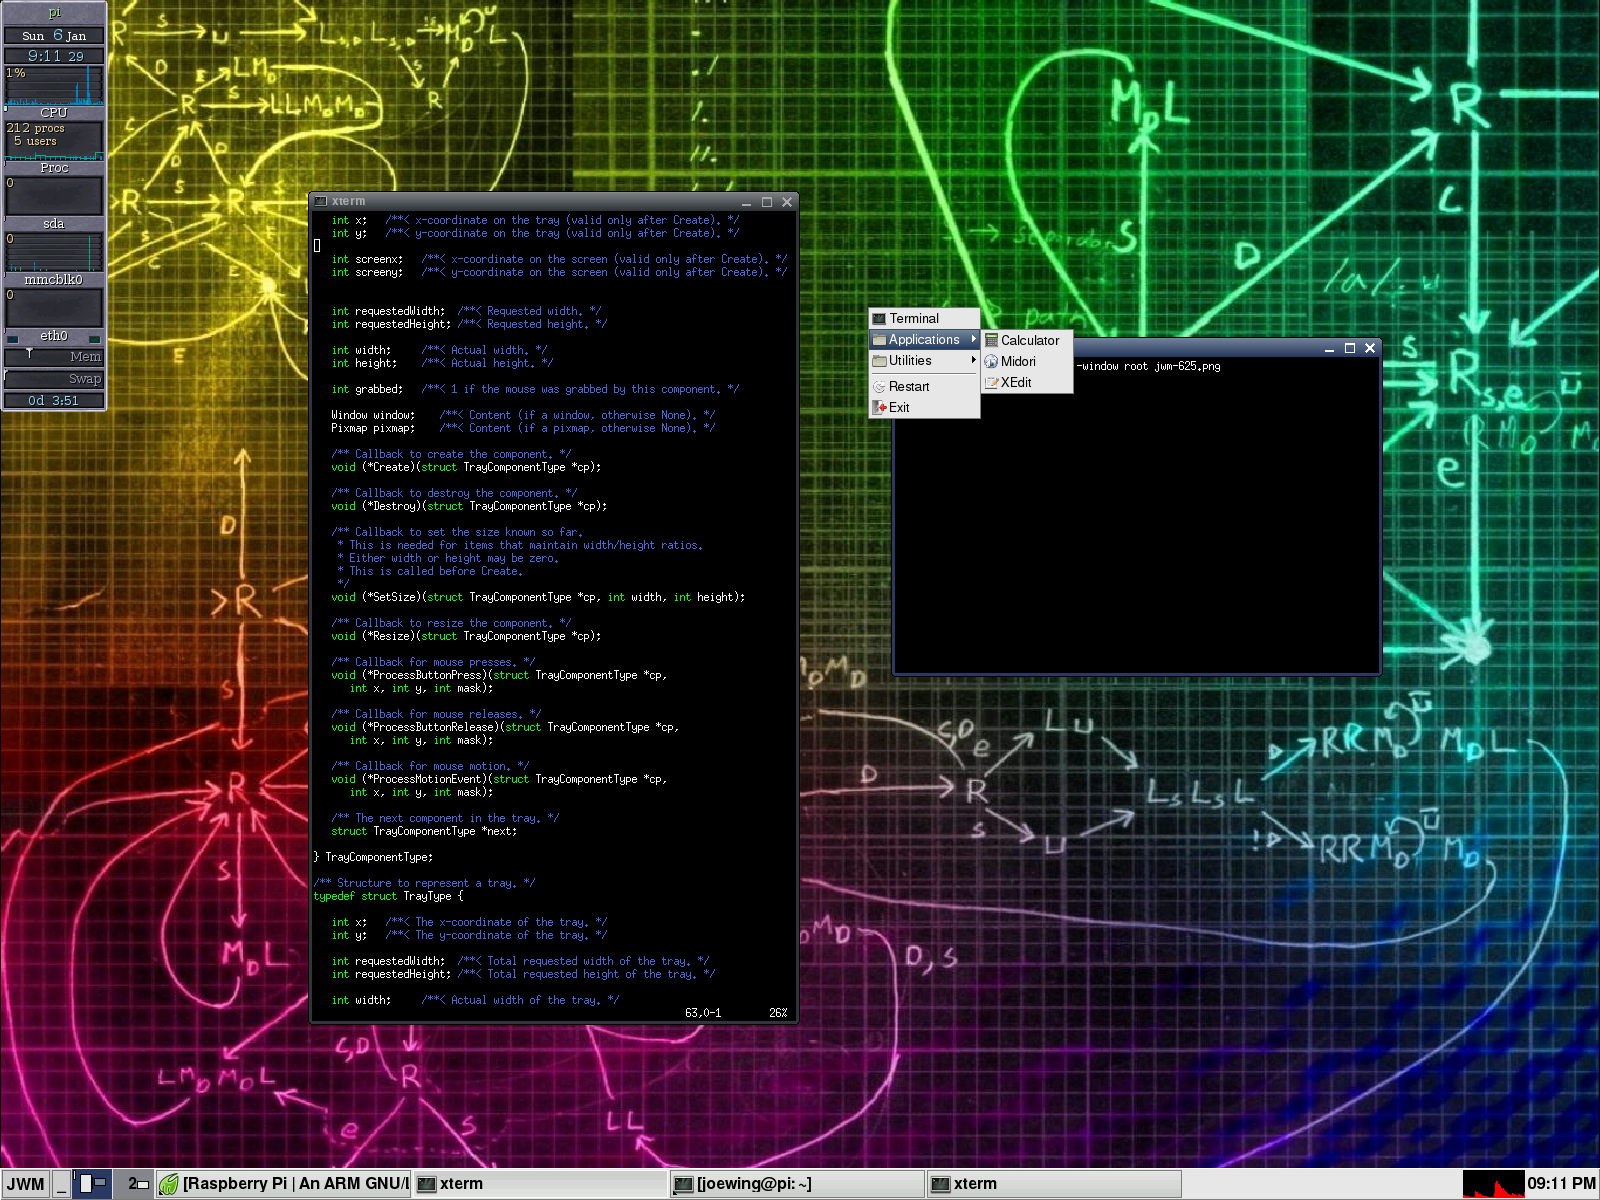 pi
Sun 6 Jan
9:11 29
1%
CPU
212 procs
5 users
Proc
0
sda
0
mmcblk0
0
eth0
Mem
Swap
0d 3:51
xterm
int x; /**< x-coordinate on the tray (valid only after Create). */
int y; /**< y-coordinate on the tray (valid only after Create). */
int screenx; /**< x-coordinate on the screen (valid only after Create). */
int screeny; /**< y-coordinate on the screen (valid only after Create). */
int requestedWidth; /**< Requested width. */
int requestedHeight; /**< Requested height. */
int width; /**< Actual width. */
int height; /**< Actual height. */
int grabbed; /**< 1 if the mouse was grabbed by this component. */
Window window; /**< Content (if a window, otherwise None). */
Pixmap pixmap; /**< Content (if a pixmap, otherwise None). */
/** Callback to create the component. */
void (*Create)(struct TrayComponentType *cp);
/** Callback to destroy the component. */
void (*Destroy)(struct TrayComponentType *cp);
/** Callback to set the size known so far.
* This is needed for items that maintain width/height ratios.
* Either width or height may be zero.
* This is called before Create.
*/
void (*SetSize)(struct TrayComponentType *cp, int width, int height);
/** Callback to resize the component. */
void (*Resize)(struct TrayComponentType *cp);
/** Callback for mouse presses. */
void (*ProcessButtonPress)(struct TrayComponentType *cp,
int x, int y, int mask);
/** Callback for mouse releases. */
void (*ProcessButtonRelease)(struct TrayComponentType *cp,
int x, int y, int mask);
/** Callback for mouse motion. */
void (*ProcessMotionEvent)(struct TrayComponentType *cp,
int x, int y, int mask);
/** The next component in the tray. */
struct TrayComponentType *next;
} TrayComponentType;
/** Structure to represent a tray. */
typedef struct TrayType {
int x; /**< The x-coordinate of the tray. */
int y; /**< The y-coordinate of the tray. */
int requestedWidth; /**< Total requested width of the tray. */
int requestedHeight; /**< Total requested height of the tray. */
int width; /**< Actual width of the tray. */
63,0-1 26%
Terminal
Applications
Utilities
Restart
Exit
Calculator
Midori
XEdit
-window root jwm-625.png
M_D L
R
S
C
D
R_s,e
e
D
R
S
R
S
M_D L
L M_D M_D L
C,D
R
e
S
LL
D,S
C,D e
L U
D
R
S
U
L_s L_s L
D
R R M_D U M_D L
!D
R R M_D U M_D
JWM
_
2
[Raspberry Pi | An ARM GNU/L
xterm
[joewing@pi: ~]
xterm
09:11 PM